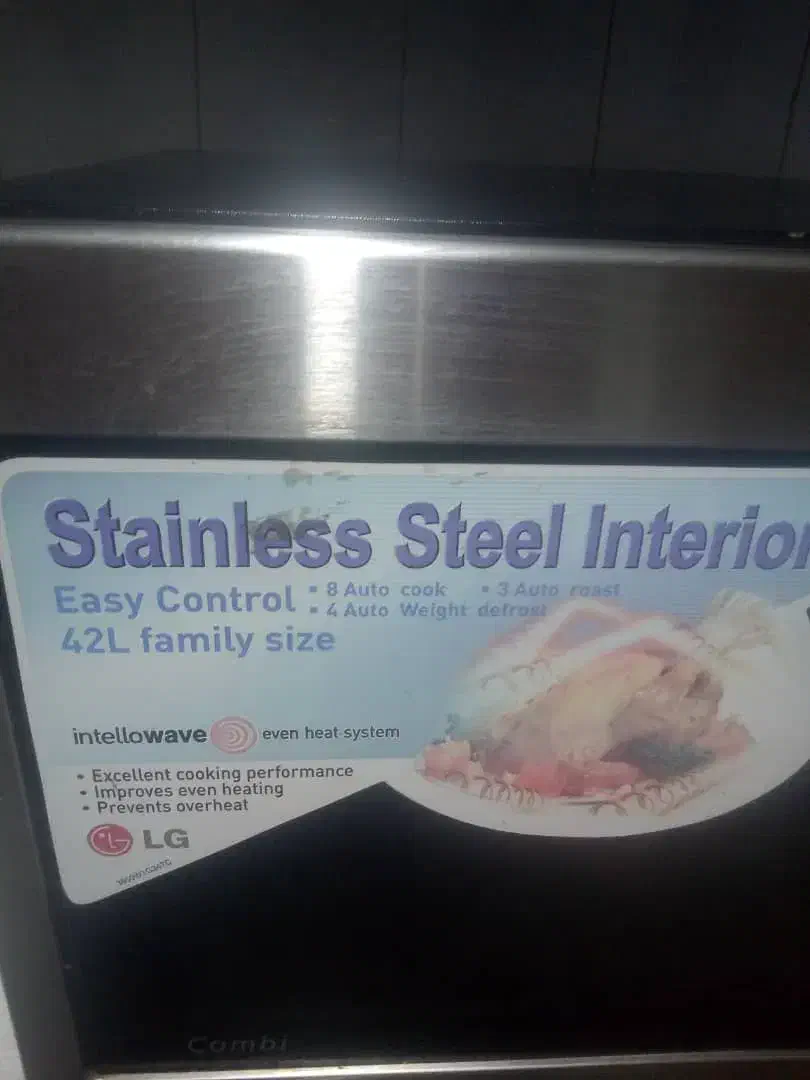 Stainless Steel Interior
Easy Control • 8 Auto cook • 3 Auto roast
• 4 Auto Weight defrost
42L family size
intellowave even heat system
• Excellent cooking performance
• Improves even heating
• Prevents overheat
LG
Combi